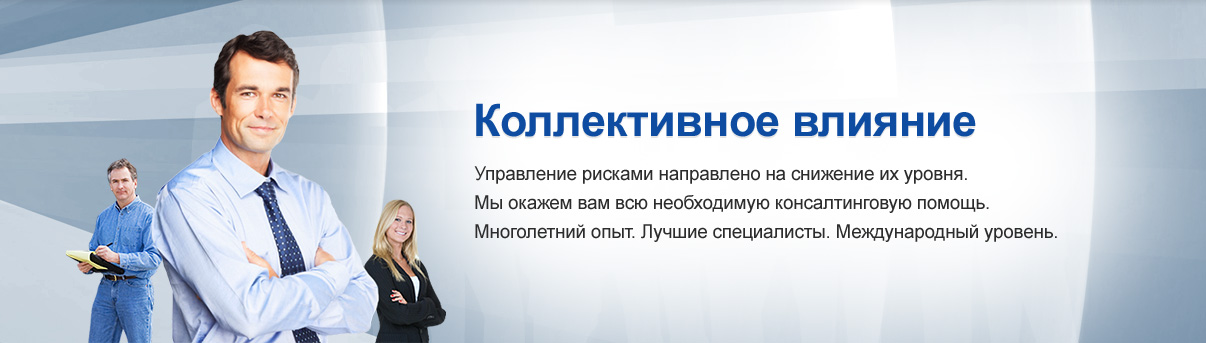 Коллективное влияние
Управление рисками направлено на снижение их уровня.
Мы окажем вам всю необходимую консалтинговую помощь.
Многолетний опыт. Лучшие специалисты. Международный уровень.